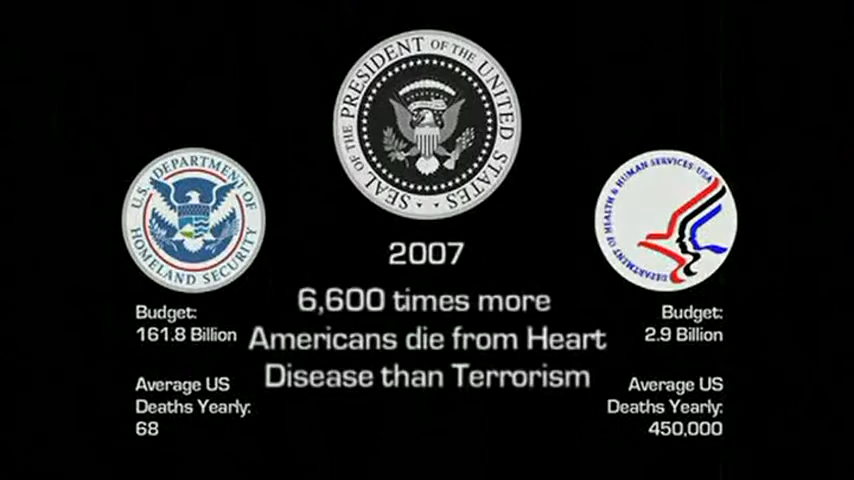 SEAL OF THE PRESIDENT OF THE UNITED STATES
U.S. DEPARTMENT OF
HOMELAND SECURITY
DEPARTMENT OF HEALTH & HUMAN SERVICES·USA
2007
6,600 times more
Americans die from Heart
Disease than Terrorism
Budget:
161.8 Billion
Average US
Deaths Yearly:
68
Budget:
2.9 Billion
Average US
Deaths Yearly:
450,000